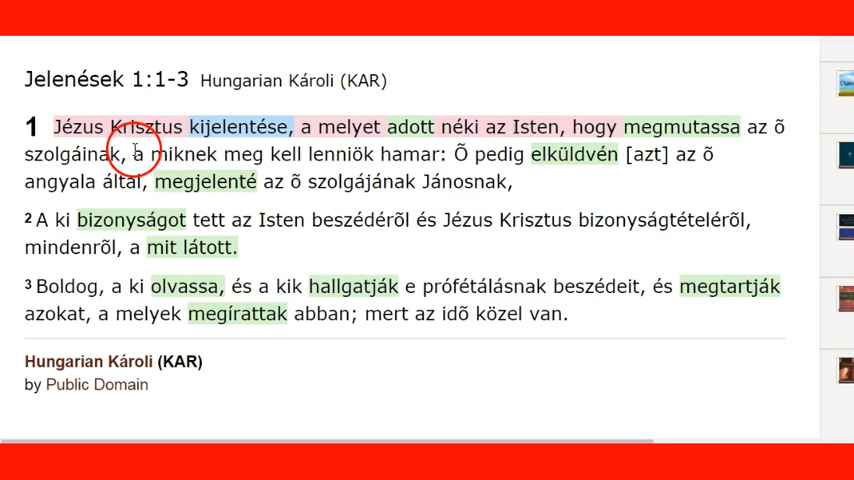 Jelenések 1:1-3 Hungarian Károli (KAR)
1 Jézus Krisztus kijelentése, a melyet adott néki az Isten, hogy megmutassa az õ
szolgáinak, a miknek meg kell lenniök hamar: Õ pedig elküldvén [azt] az õ
angyala által, megjelenté az õ szolgájának Jánosnak,
2 A ki bizonyságot tett az Isten beszédérõl és Jézus Krisztus bizonyságtételérõl,
mindenrõl, a mit látott.
3 Boldog, a ki olvassa, és a kik hallgatják e prófétálásnak beszédeit, és megtartják
azokat, a melyek megírattak abban; mert az idõ közel van.
Hungarian Károli (KAR)
by Public Domain